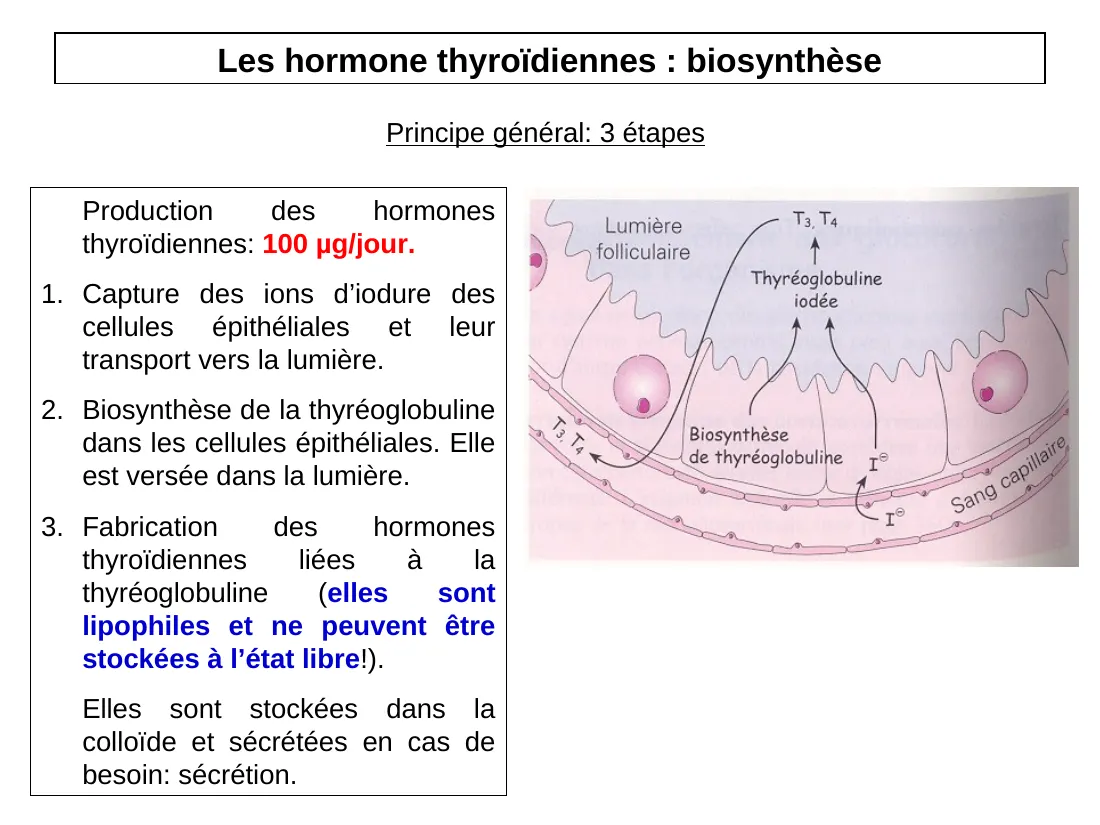 Les hormone thyroïdiennes : biosynthèse
Principe général: 3 étapes
Production des hormones
thyroïdiennes: 100 µg/jour.
1. Capture des ions d’iodure des
cellules épithéliales et leur
transport vers la lumière.
2. Biosynthèse de la thyréoglobuline
dans les cellules épithéliales. Elle
est versée dans la lumière.
3. Fabrication des hormones
thyroïdiennes liées à la
thyréoglobuline (elles sont
lipophiles et ne peuvent être
stockées à l’état libre!).
Elles sont stockées dans la
colloïde et sécrétées en cas de
besoin: sécrétion.
Lumière
folliculaire
T3, T4
Thyréoglobuline
iodée
T3, T4
Biosynthèse
de thyréoglobuline
I⊖
I⊖
Sang capillaire